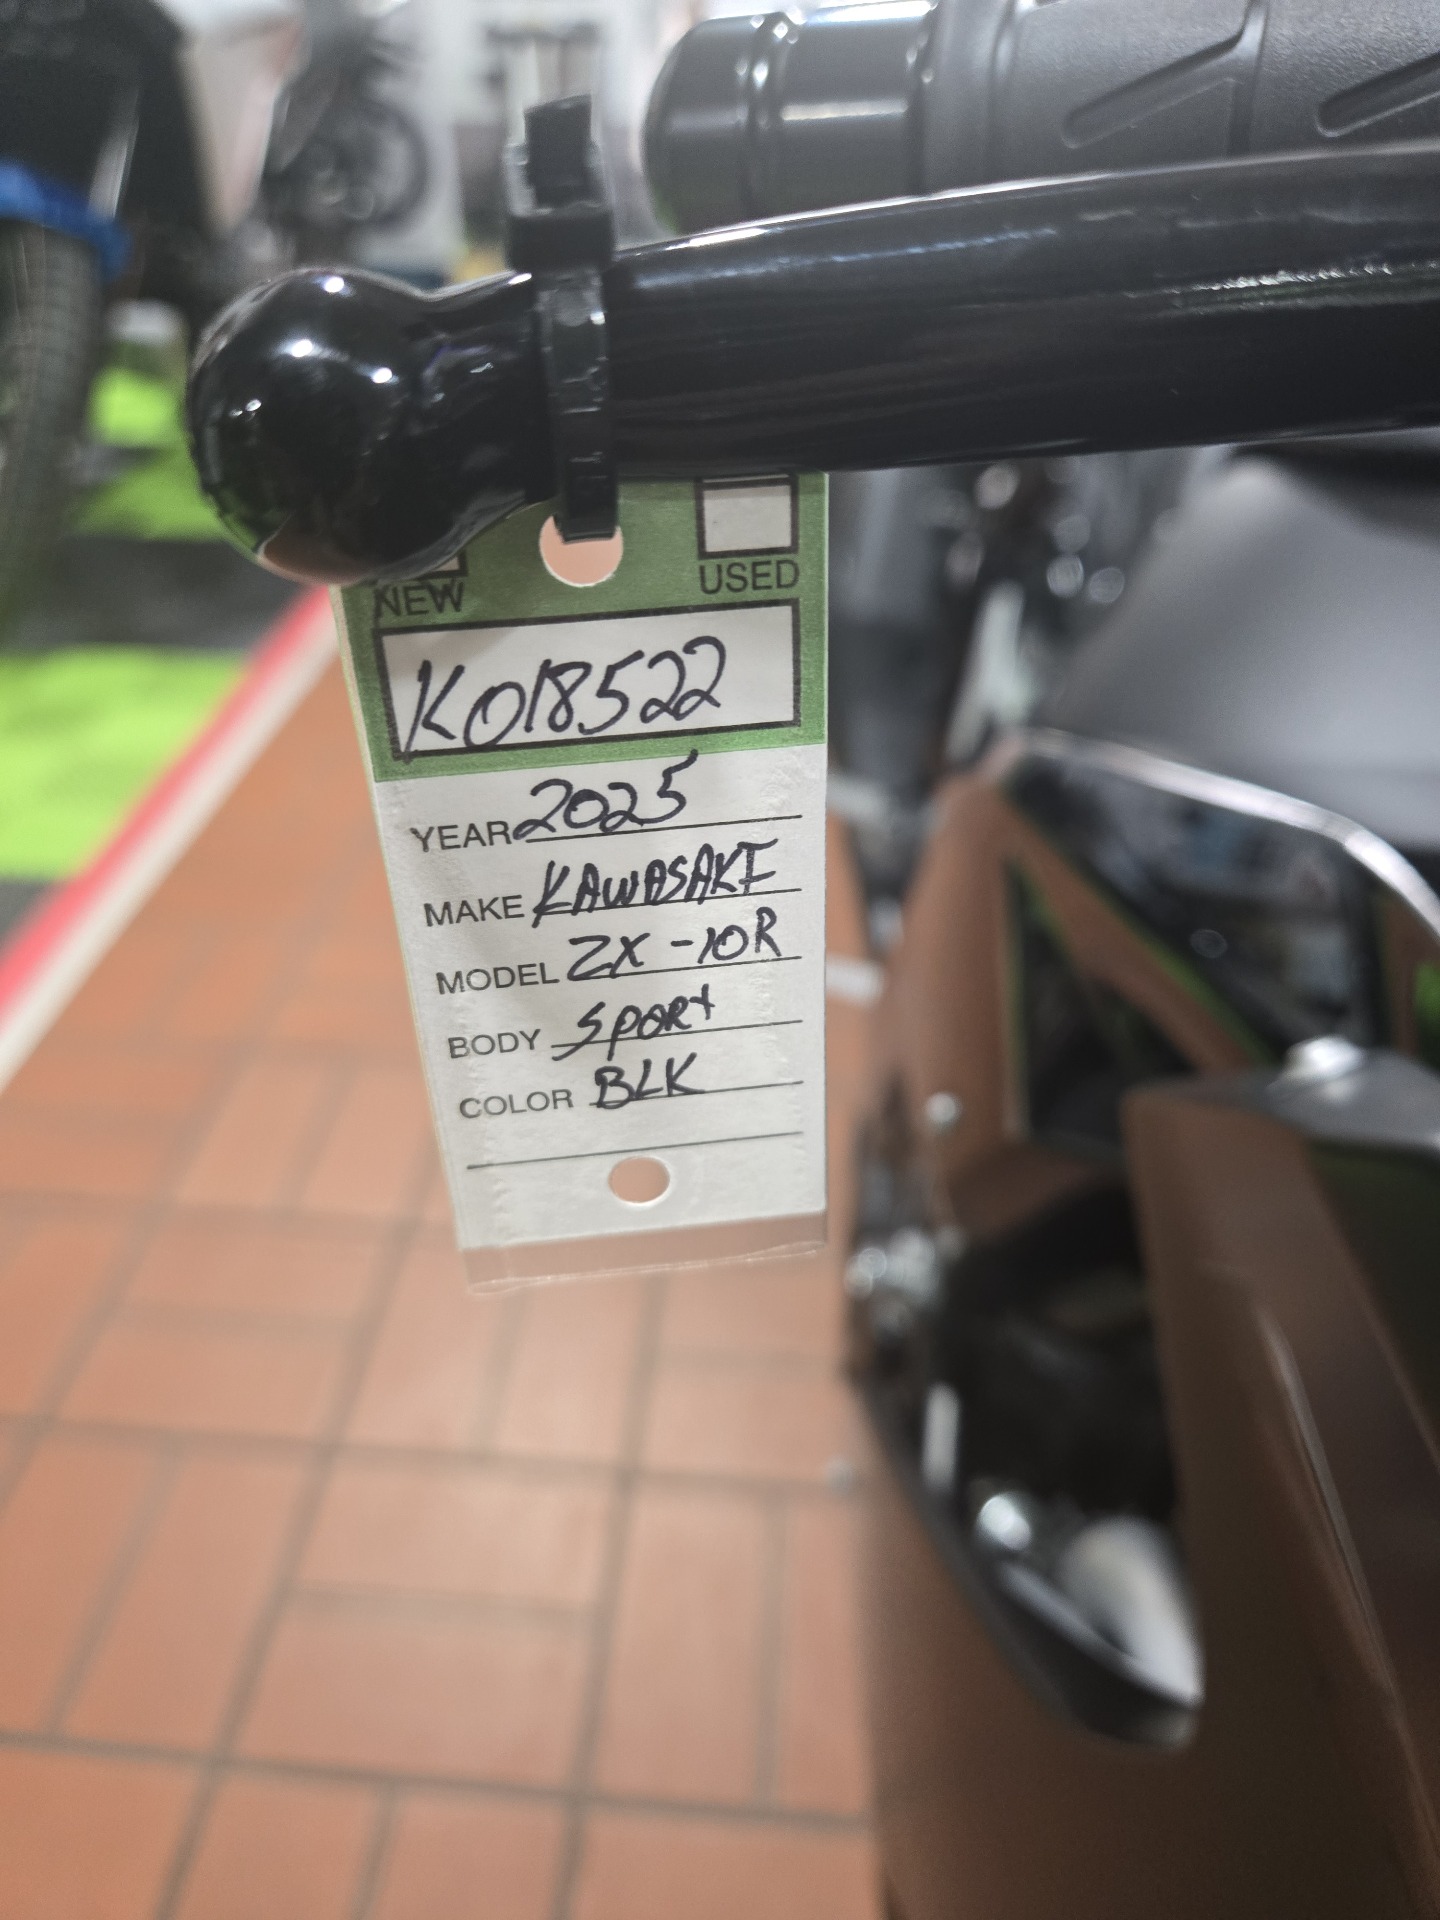 NEW USED
K018522
YEAR 2025
MAKE KAWASAKI
MODEL ZX-10R
BODY SPORT
COLOR BLK